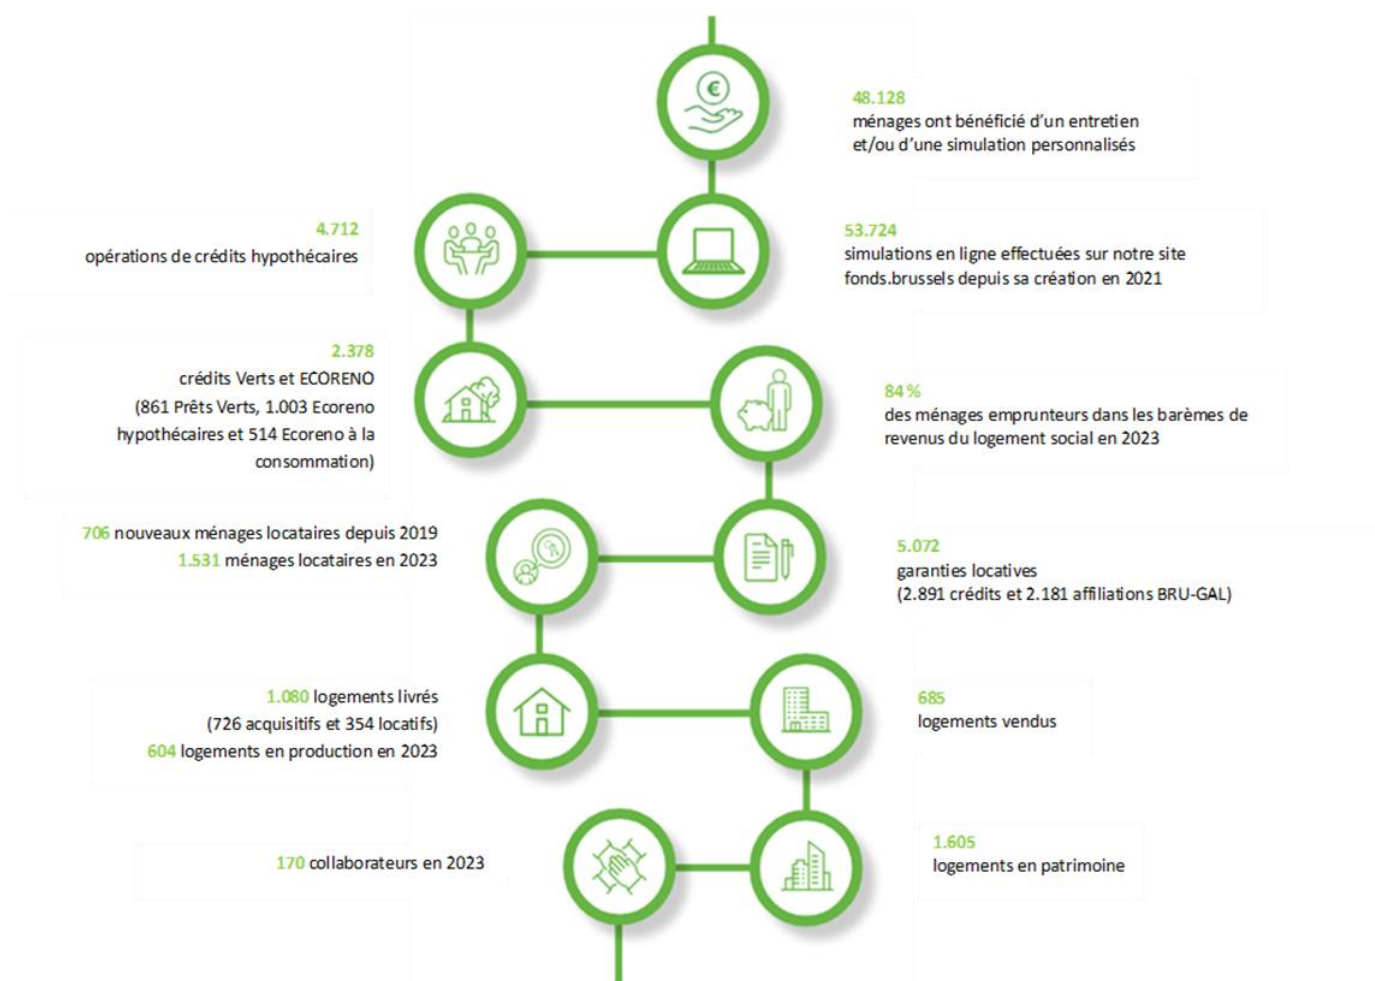 48.128
ménages ont bénéficié d’un entretien
et/ou d’une simulation personnalisés
4.712
opérations de crédits hypothécaires
53.724
simulations en ligne effectuées sur notre site
fonds.brussels depuis sa création en 2021
2.378
crédits Verts et ECORENO
(861 Prêts Verts, 1.003 Ecoreno
hypothécaires et 514 Ecoreno à la
consommation)
84 %
des ménages emprunteurs dans les barèmes de
revenus du logement social en 2023
706 nouveaux ménages locataires depuis 2019
1.531 ménages locataires en 2023
5.072
garanties locatives
(2.891 crédits et 2.181 affiliations BRU-GAL)
1.080 logements livrés
(726 acquisitifs et 354 locatifs)
604 logements en production en 2023
685
logements vendus
170 collaborateurs en 2023
1.605
logements en patrimoine